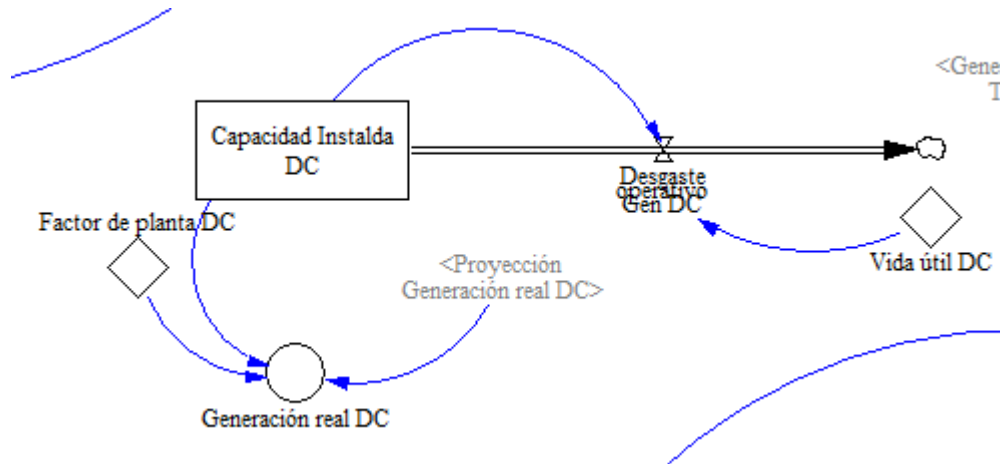 <Gene
T
Capacidad Instalda
DC
Desgaste
operativo
Gen DC
Factor de planta DC
Vida útil DC
<Proyección
Generación real DC>
Generación real DC